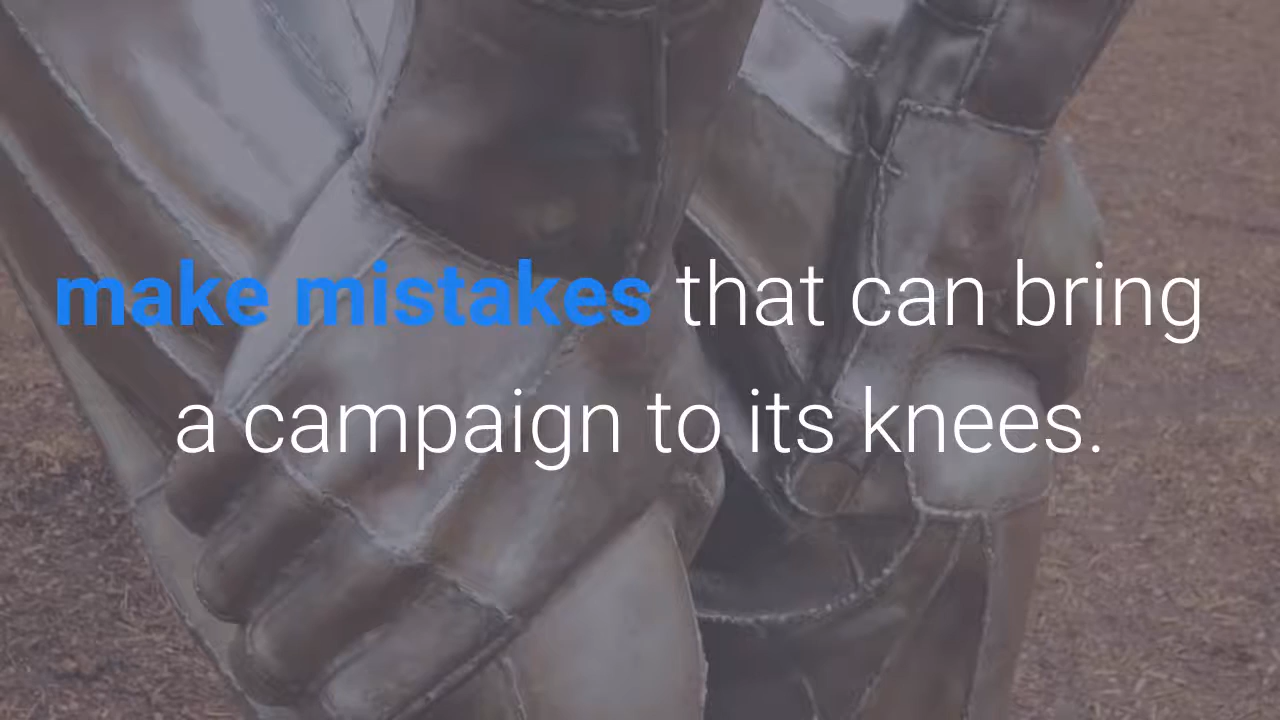 make mistakes that can bring
a campaign to its knees.